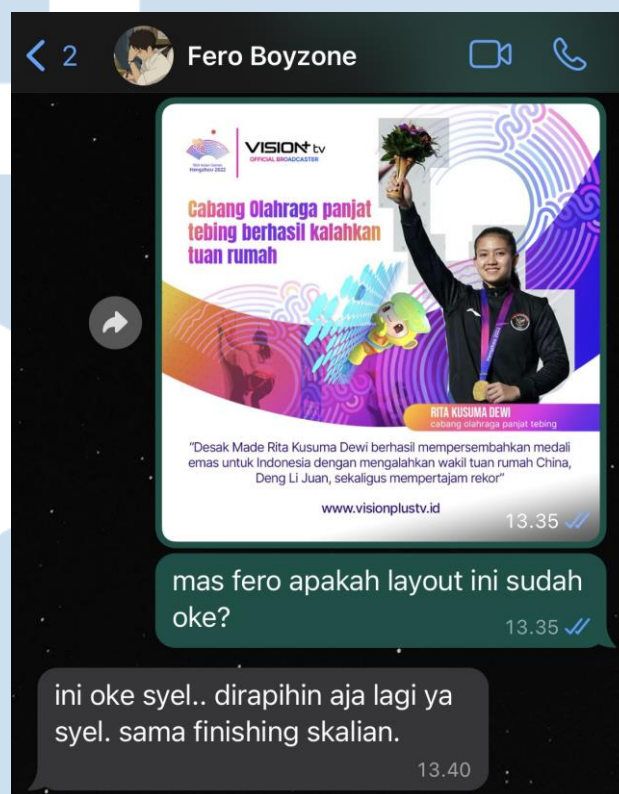 2
Fero Boyzone
19th Asian Games
Hangzhou 2022
VISION+ tv
OFFICIAL BROADCASTER
Cabang Olahraga panjat
tebing berhasil kalahkan
tuan rumah
RITA KUSUMA DEWI
cabang olahraga panjat tebing
"Desak Made Rita Kusuma Dewi berhasil mempersembahkan medali
emas untuk Indonesia dengan mengalahkan wakil tuan rumah China,
Deng Li Juan, sekaligus mempertajam rekor"
www.visionplustv.id
13.35
mas fero apakah layout ini sudah
oke?
13.35
ini oke syel.. dirapihin aja lagi ya
syel. sama finishing skalian.
13.40